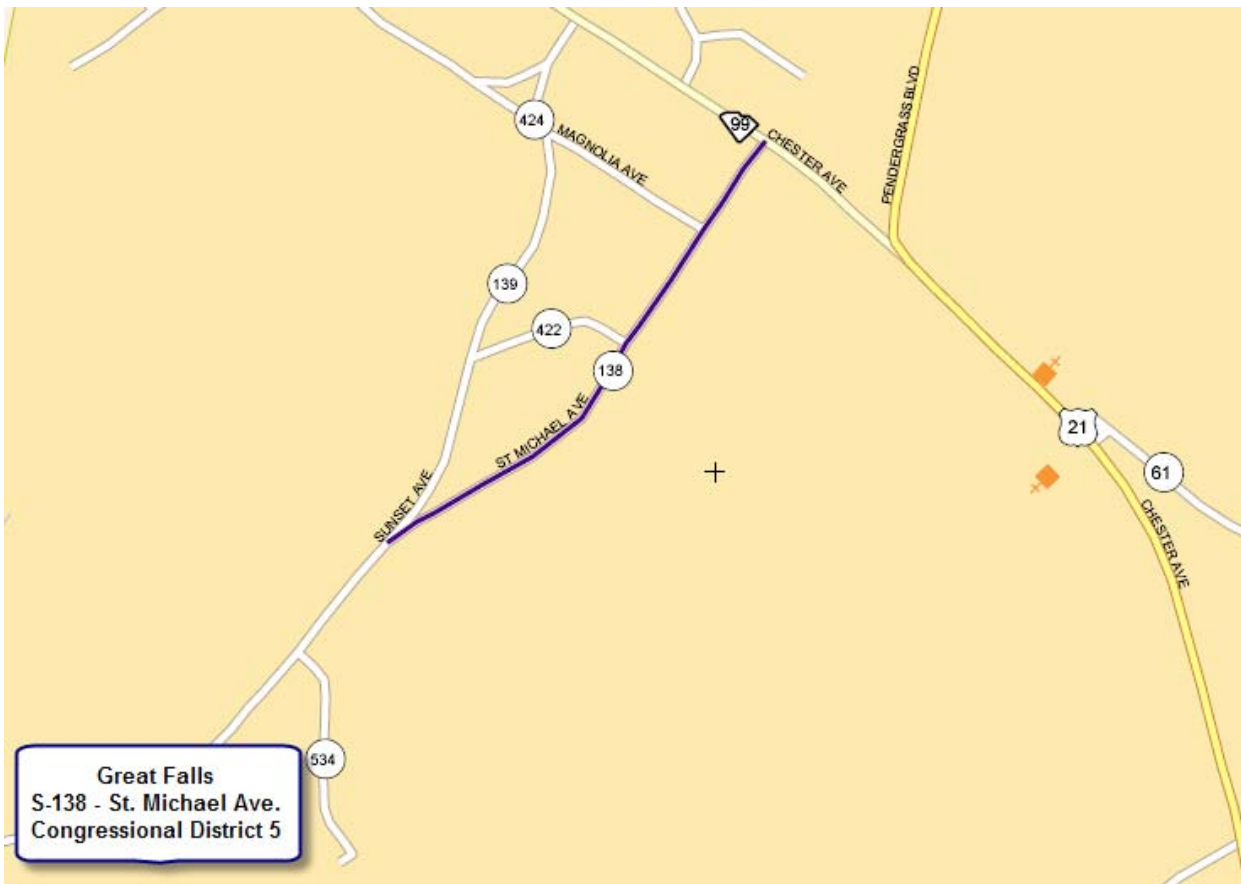 PENDERGRASS BLVD
99
CHESTER AVE
424
MAGNOLIA AVE
139
422
138
ST MICHAEL AVE
21
61
SUNSET AVE
CHESTER AVE
534
Great Falls
S-138 - St. Michael Ave.
Congressional District 5